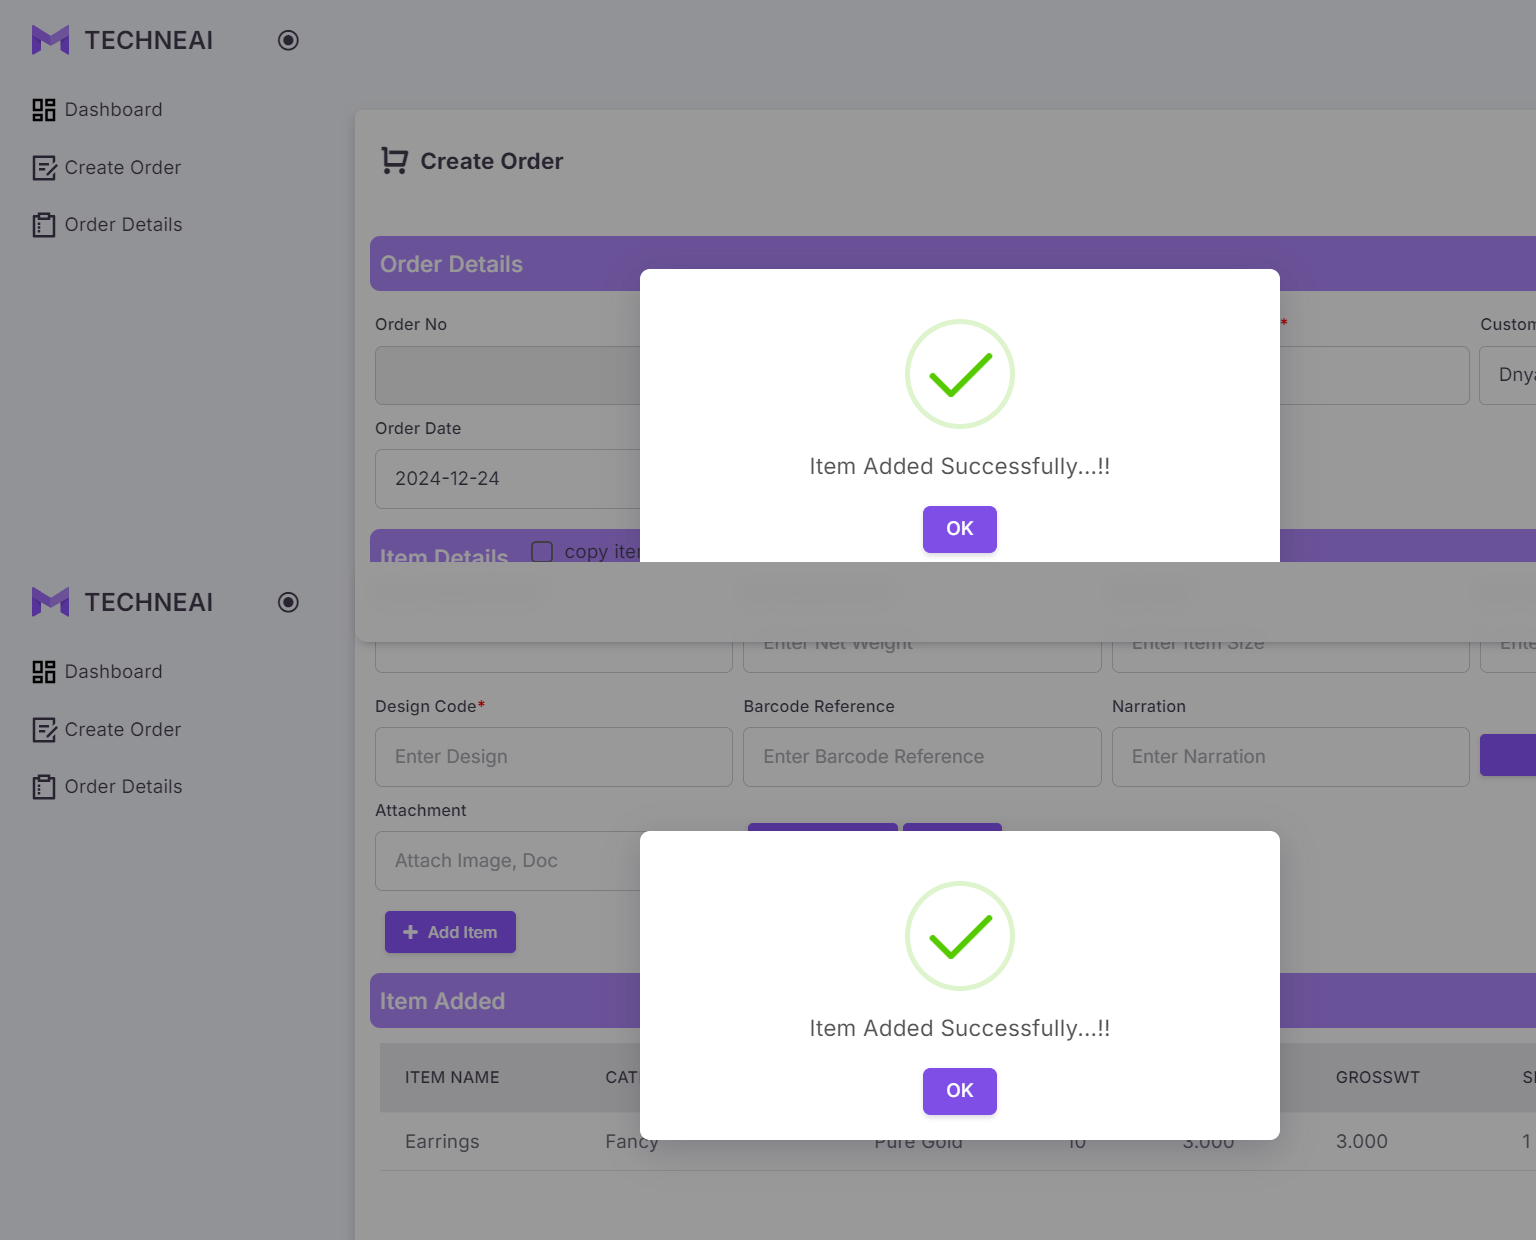 TECHNEAI
Dashboard
Create Order
Order Details
Create Order
Order Details
Order No
*
Custom
Dnya
Order Date
2024-12-24
Item Added Successfully...!!
OK
Item Details
copy iter
TECHNEAI
Dashboard
Create Order
Order Details
Enter Net Weight
Enter Item Size
Ente
Design Code*
Barcode Reference
Narration
Enter Design
Enter Barcode Reference
Enter Narration
Attachment
Attach Image, Doc
Add Item
Item Added Successfully...!!
OK
Item Added
ITEM NAME
CAT
GROSSWT
Earrings
Fancy
Pure Gold
10
3.000
3.000
1